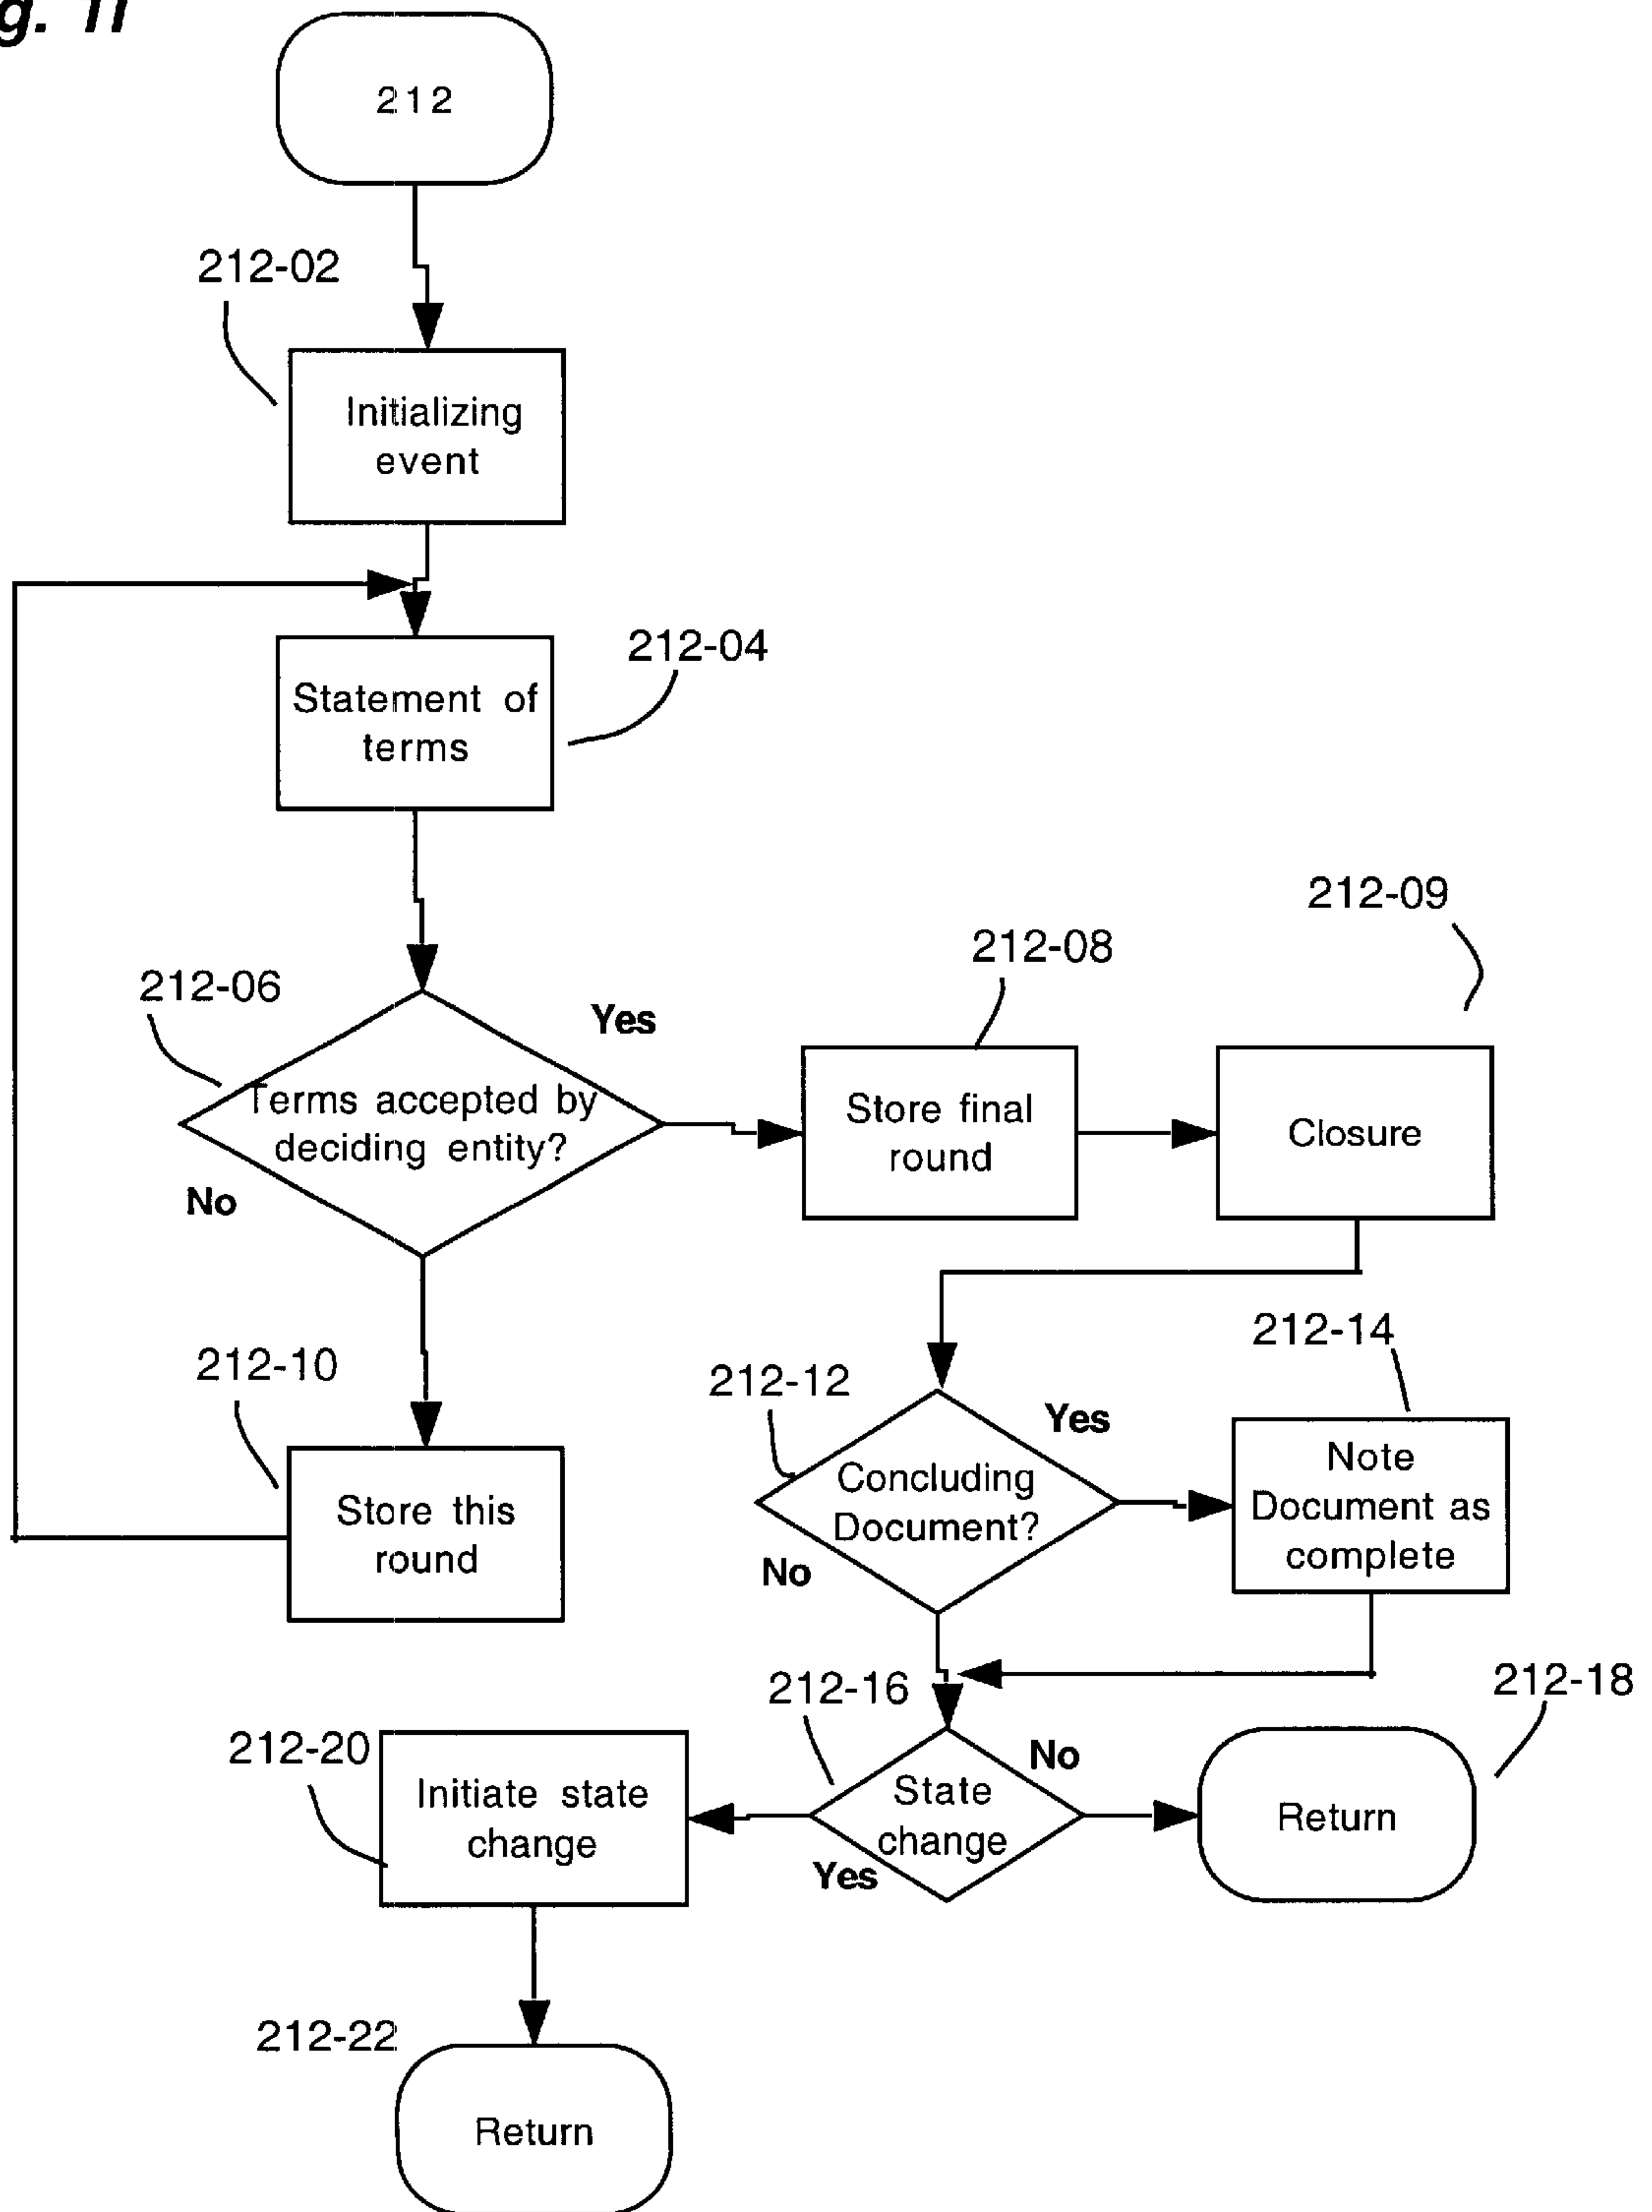 212
212-02
Initializing
event
212-04
Statement of
terms
212-06
Terms accepted by
deciding entity?
Yes
No
212-08
Store final
round
212-09
Closure
212-10
Store this
round
212-12
Concluding
Document?
Yes
No
212-14
Note
Document as
complete
212-16
State
change
No
Yes
212-18
Return
212-20
Initiate state
change
212-22
Return